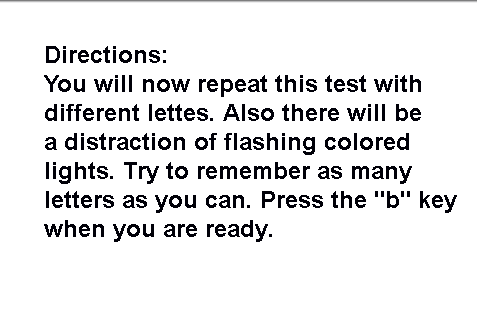 Directions:
You will now repeat this test with
different lettes. Also there will be
a distraction of flashing colored
lights. Try to remember as many
letters as you can. Press the "b" key
when you are ready.